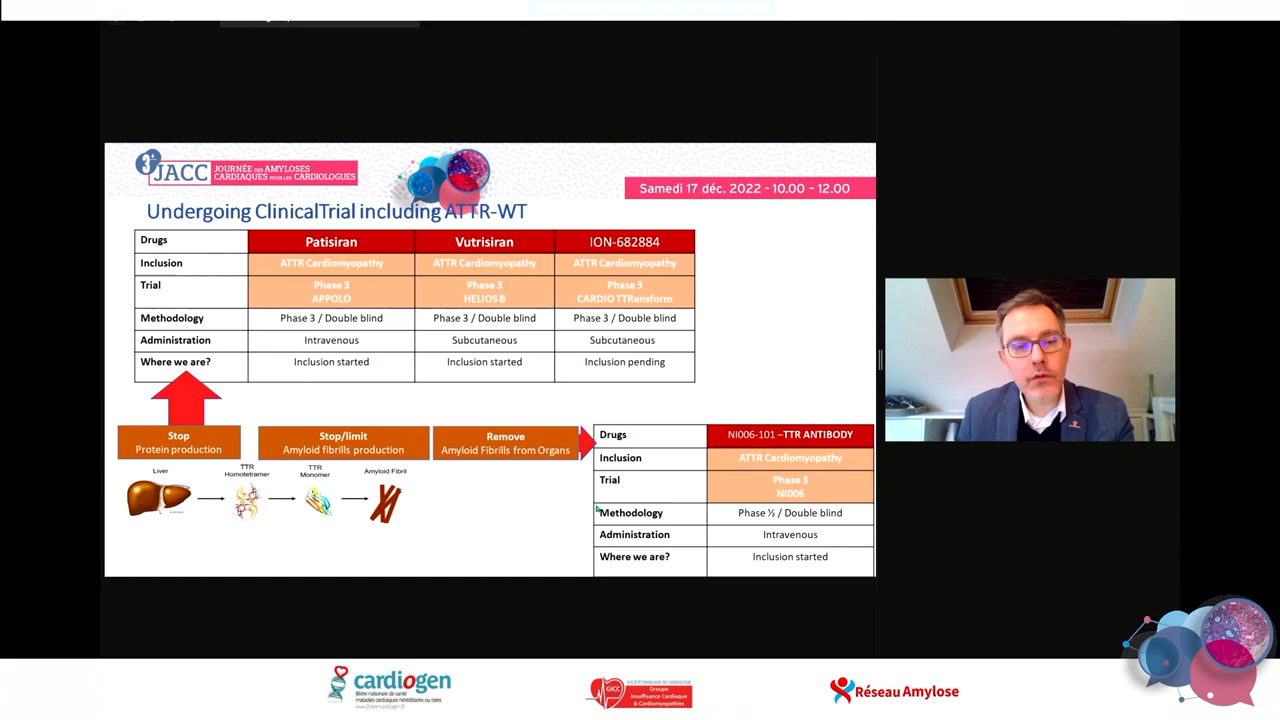 3e JACC JOURNÉE DES AMYLOSES
CARDIAQUES POUR LES CARDIOLOGUES
Samedi 17 déc. 2022 - 10.00 – 12.00
Undergoing ClinicalTrial including ATTR-WT
Drugs Patisiran Vutrisiran ION-682884
Inclusion ATTR Cardiomyopathy ATTR Cardiomyopathy ATTR Cardiomyopathy
Trial Phase 3 Phase 3 Phase 3
APPOLO HELIOS B CARDIO TTRansform
Methodology Phase 3 / Double blind Phase 3 / Double blind Phase 3 / Double blind
Administration Intravenous Subcutaneous Subcutaneous
Where we are? Inclusion started Inclusion started Inclusion pending
Stop
Protein production
Stop/limit
Amyloid fibrills production
Remove
Amyloid Fibrills from Organs
Liver
TTR
Homotetramer
TTR
Monomer
Amyloid Fibril
Drugs NI006-101 –TTR ANTIBODY
Inclusion ATTR Cardiomyopathy
Trial Phase 3
NI006
Methodology Phase ½ / Double blind
Administration Intravenous
Where we are? Inclusion started
cardiogen
filière nationale de santé
maladies cardiaques héréditaires ou rares
www.filiere-cardiogen.fr
GICC
SOCIÉTÉ FRANÇAISE DE CARDIOLOGIE
Groupe
Insuffisance Cardiaque
& Cardiomyopathies
Réseau Amylose